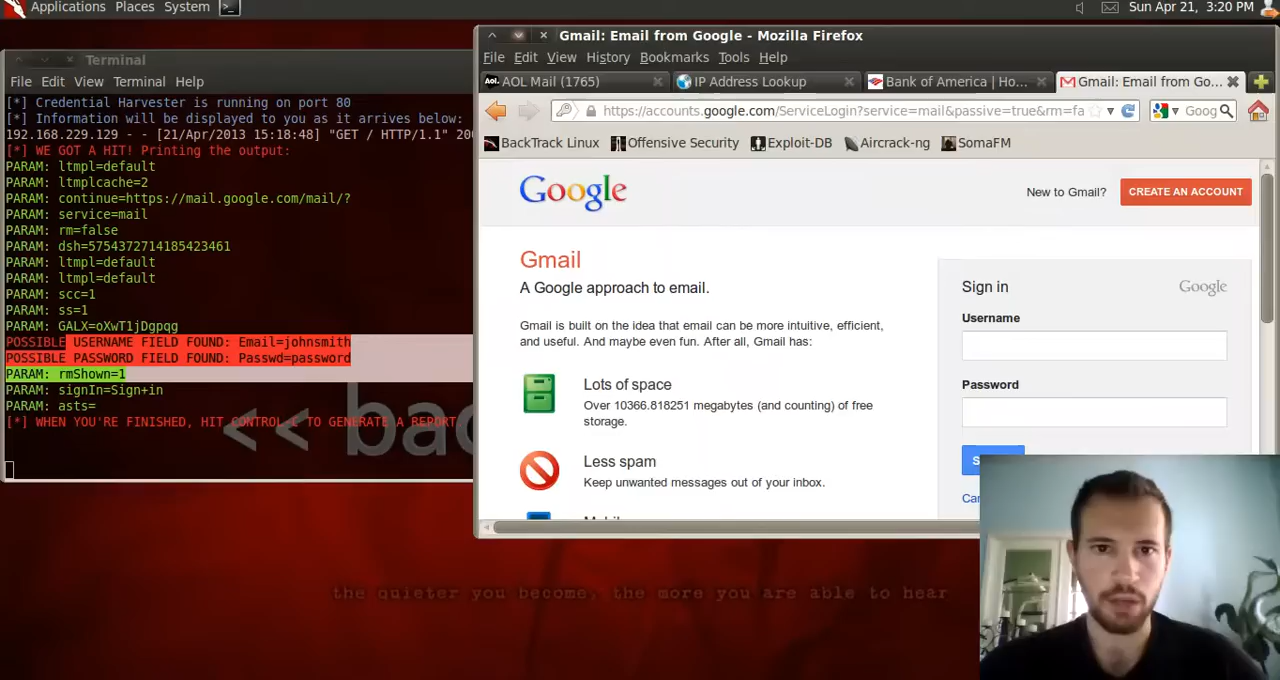 Applications Places System
Sun Apr 21, 3:20 PM
Terminal
File Edit View Terminal Help
[*] Credential Harvester is running on port 80
[*] Information will be displayed to you as it arrives below:
192.168.229.129 - - [21/Apr/2013 15:18:48] "GET / HTTP/1.1" 200
[*] WE GOT A HIT! Printing the output:
PARAM: ltmpl=default
PARAM: ltmplcache=2
PARAM: continue=https://mail.google.com/mail/?
PARAM: service=mail
PARAM: rm=false
PARAM: dsh=5754372714185423461
PARAM: ltmpl=default
PARAM: ltmpl=default
PARAM: scc=1
PARAM: ss=1
PARAM: GALX=oXwT1jDgpqg
POSSIBLE USERNAME FIELD FOUND: Email=johnsmith
POSSIBLE PASSWORD FIELD FOUND: Passwd=password
PARAM: rmShown=1
PARAM: signIn=Sign+in
PARAM: asts=
[*] WHEN YOU'RE FINISHED, HIT CONTROL-C TO GENERATE A REPORT
<< bac
Gmail: Email from Google - Mozilla Firefox
File Edit View History Bookmarks Tools Help
AOL Mail (1765)
IP Address Lookup
Bank of America | Ho...
Gmail: Email from Go...
https://accounts.google.com/ServiceLogin?service=mail&passive=true&rm=fa
Goog
BackTrack Linux
Offensive Security
Exploit-DB
Aircrack-ng
SomaFM
Google
New to Gmail?
CREATE AN ACCOUNT
Gmail
A Google approach to email.
Gmail is built on the idea that email can be more intuitive, efficient,
and useful. And maybe even fun. After all, Gmail has:
Lots of space
Over 10366.818251 megabytes (and counting) of free
storage.
Less spam
Keep unwanted messages out of your inbox.
Sign in
Google
Username
Password
S
Can
the quieter you become, the more you are able to hear